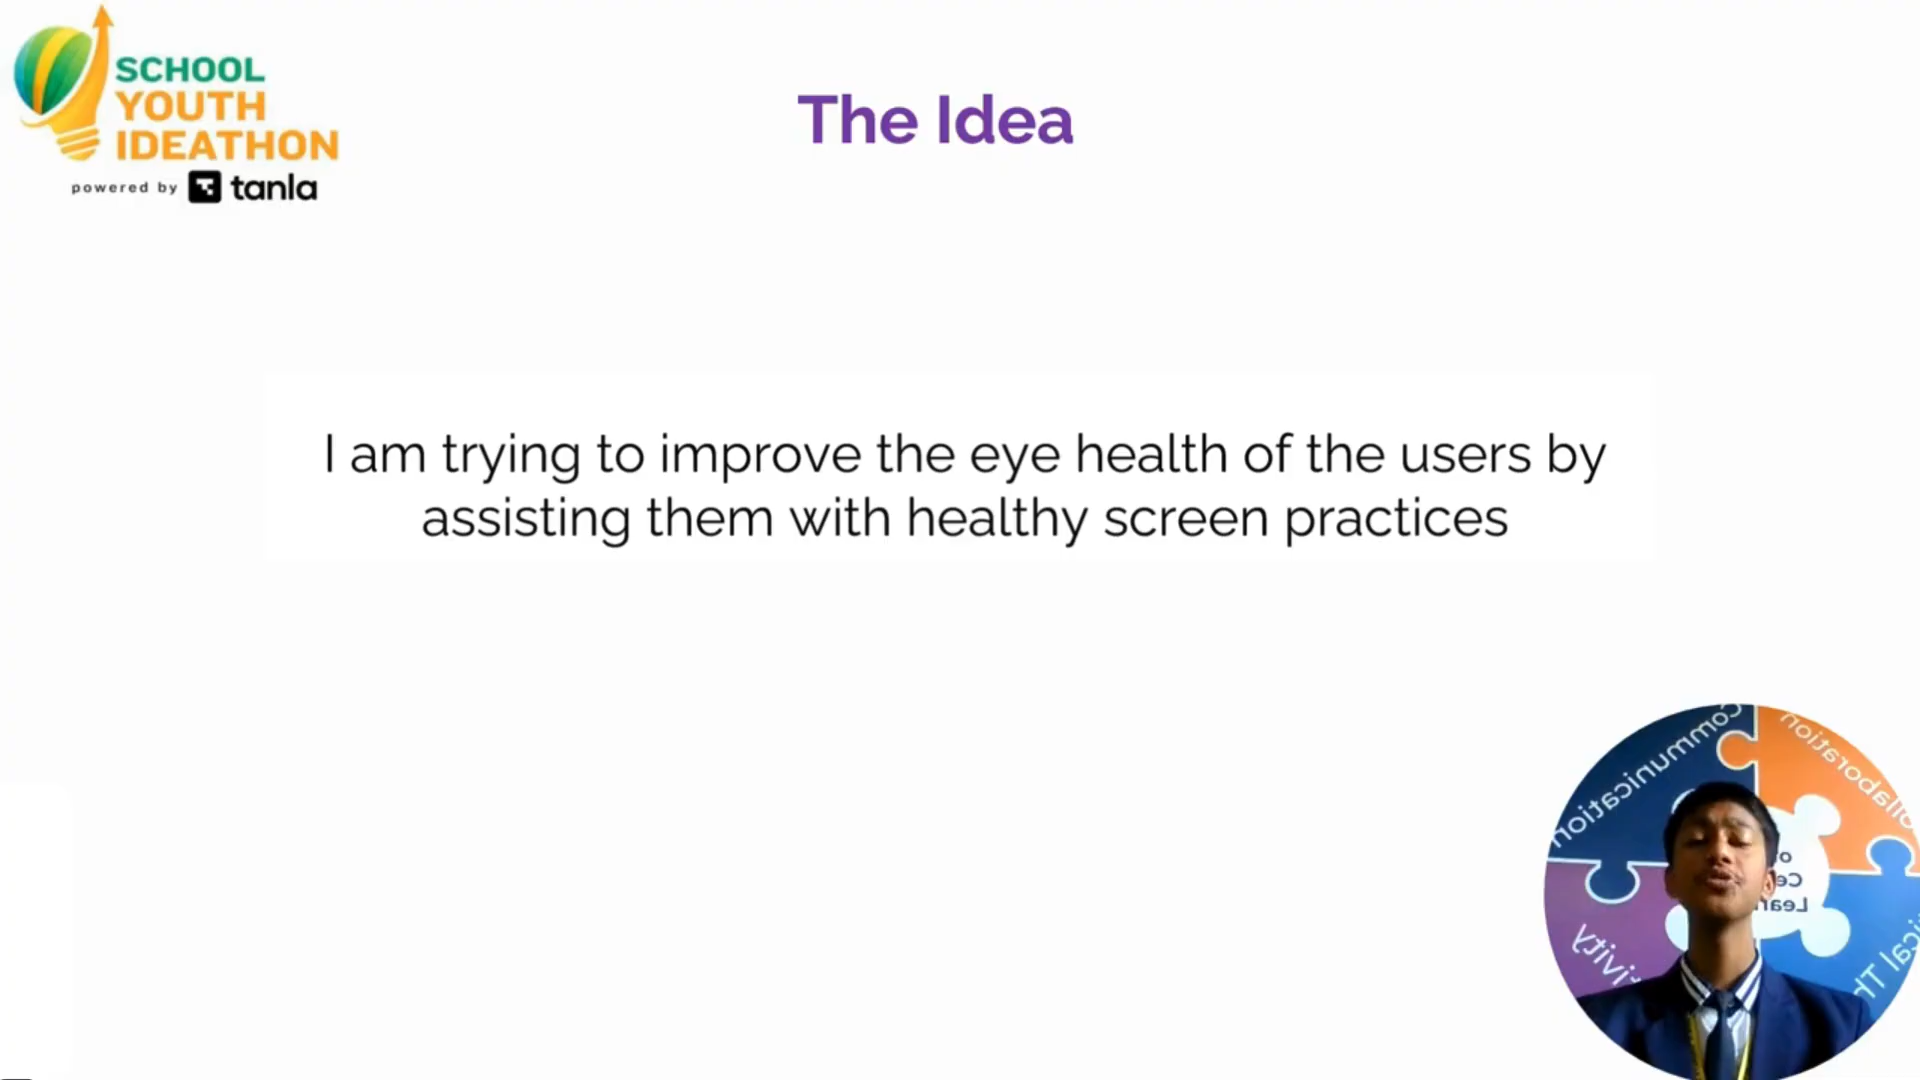 SCHOOL
YOUTH
IDEATHON
powered by tanla
The Idea
I am trying to improve the eye health of the users by
assisting them with healthy screen practices
Communication